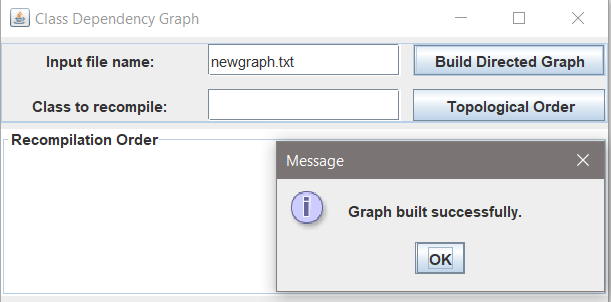 Class Dependency Graph
Input file name: newgraph.txt Build Directed Graph
Class to recompile: Topological Order
Recompilation Order
Message
Graph built successfully.
OK